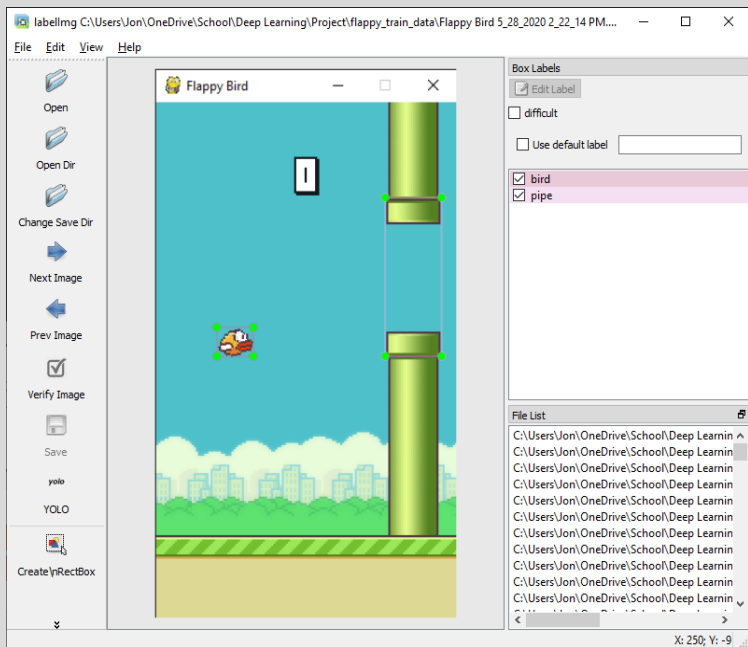 labelImg C:\Users\Jon\OneDrive\School\Deep Learning\Project\flappy_train_data\Flappy Bird 5_28_2020 2_22_14 PM....
File Edit View Help
Open
Open Dir
Change Save Dir
Next Image
Prev Image
Verify Image
Save
yolo
YOLO
Create\nRectBox
Flappy Bird
1
Box Labels
Edit Label
difficult
Use default label
bird
pipe
File List
C:\Users\Jon\OneDrive\School\Deep Learnin
C:\Users\Jon\OneDrive\School\Deep Learnin
C:\Users\Jon\OneDrive\School\Deep Learnin
C:\Users\Jon\OneDrive\School\Deep Learnin
C:\Users\Jon\OneDrive\School\Deep Learnin
C:\Users\Jon\OneDrive\School\Deep Learnin
C:\Users\Jon\OneDrive\School\Deep Learnin
C:\Users\Jon\OneDrive\School\Deep Learnin
C:\Users\Jon\OneDrive\School\Deep Learnin
C:\Users\Jon\OneDrive\School\Deep Learnin
C:\Users\Jon\OneDrive\School\Deep Learnin
X: 250; Y: -9